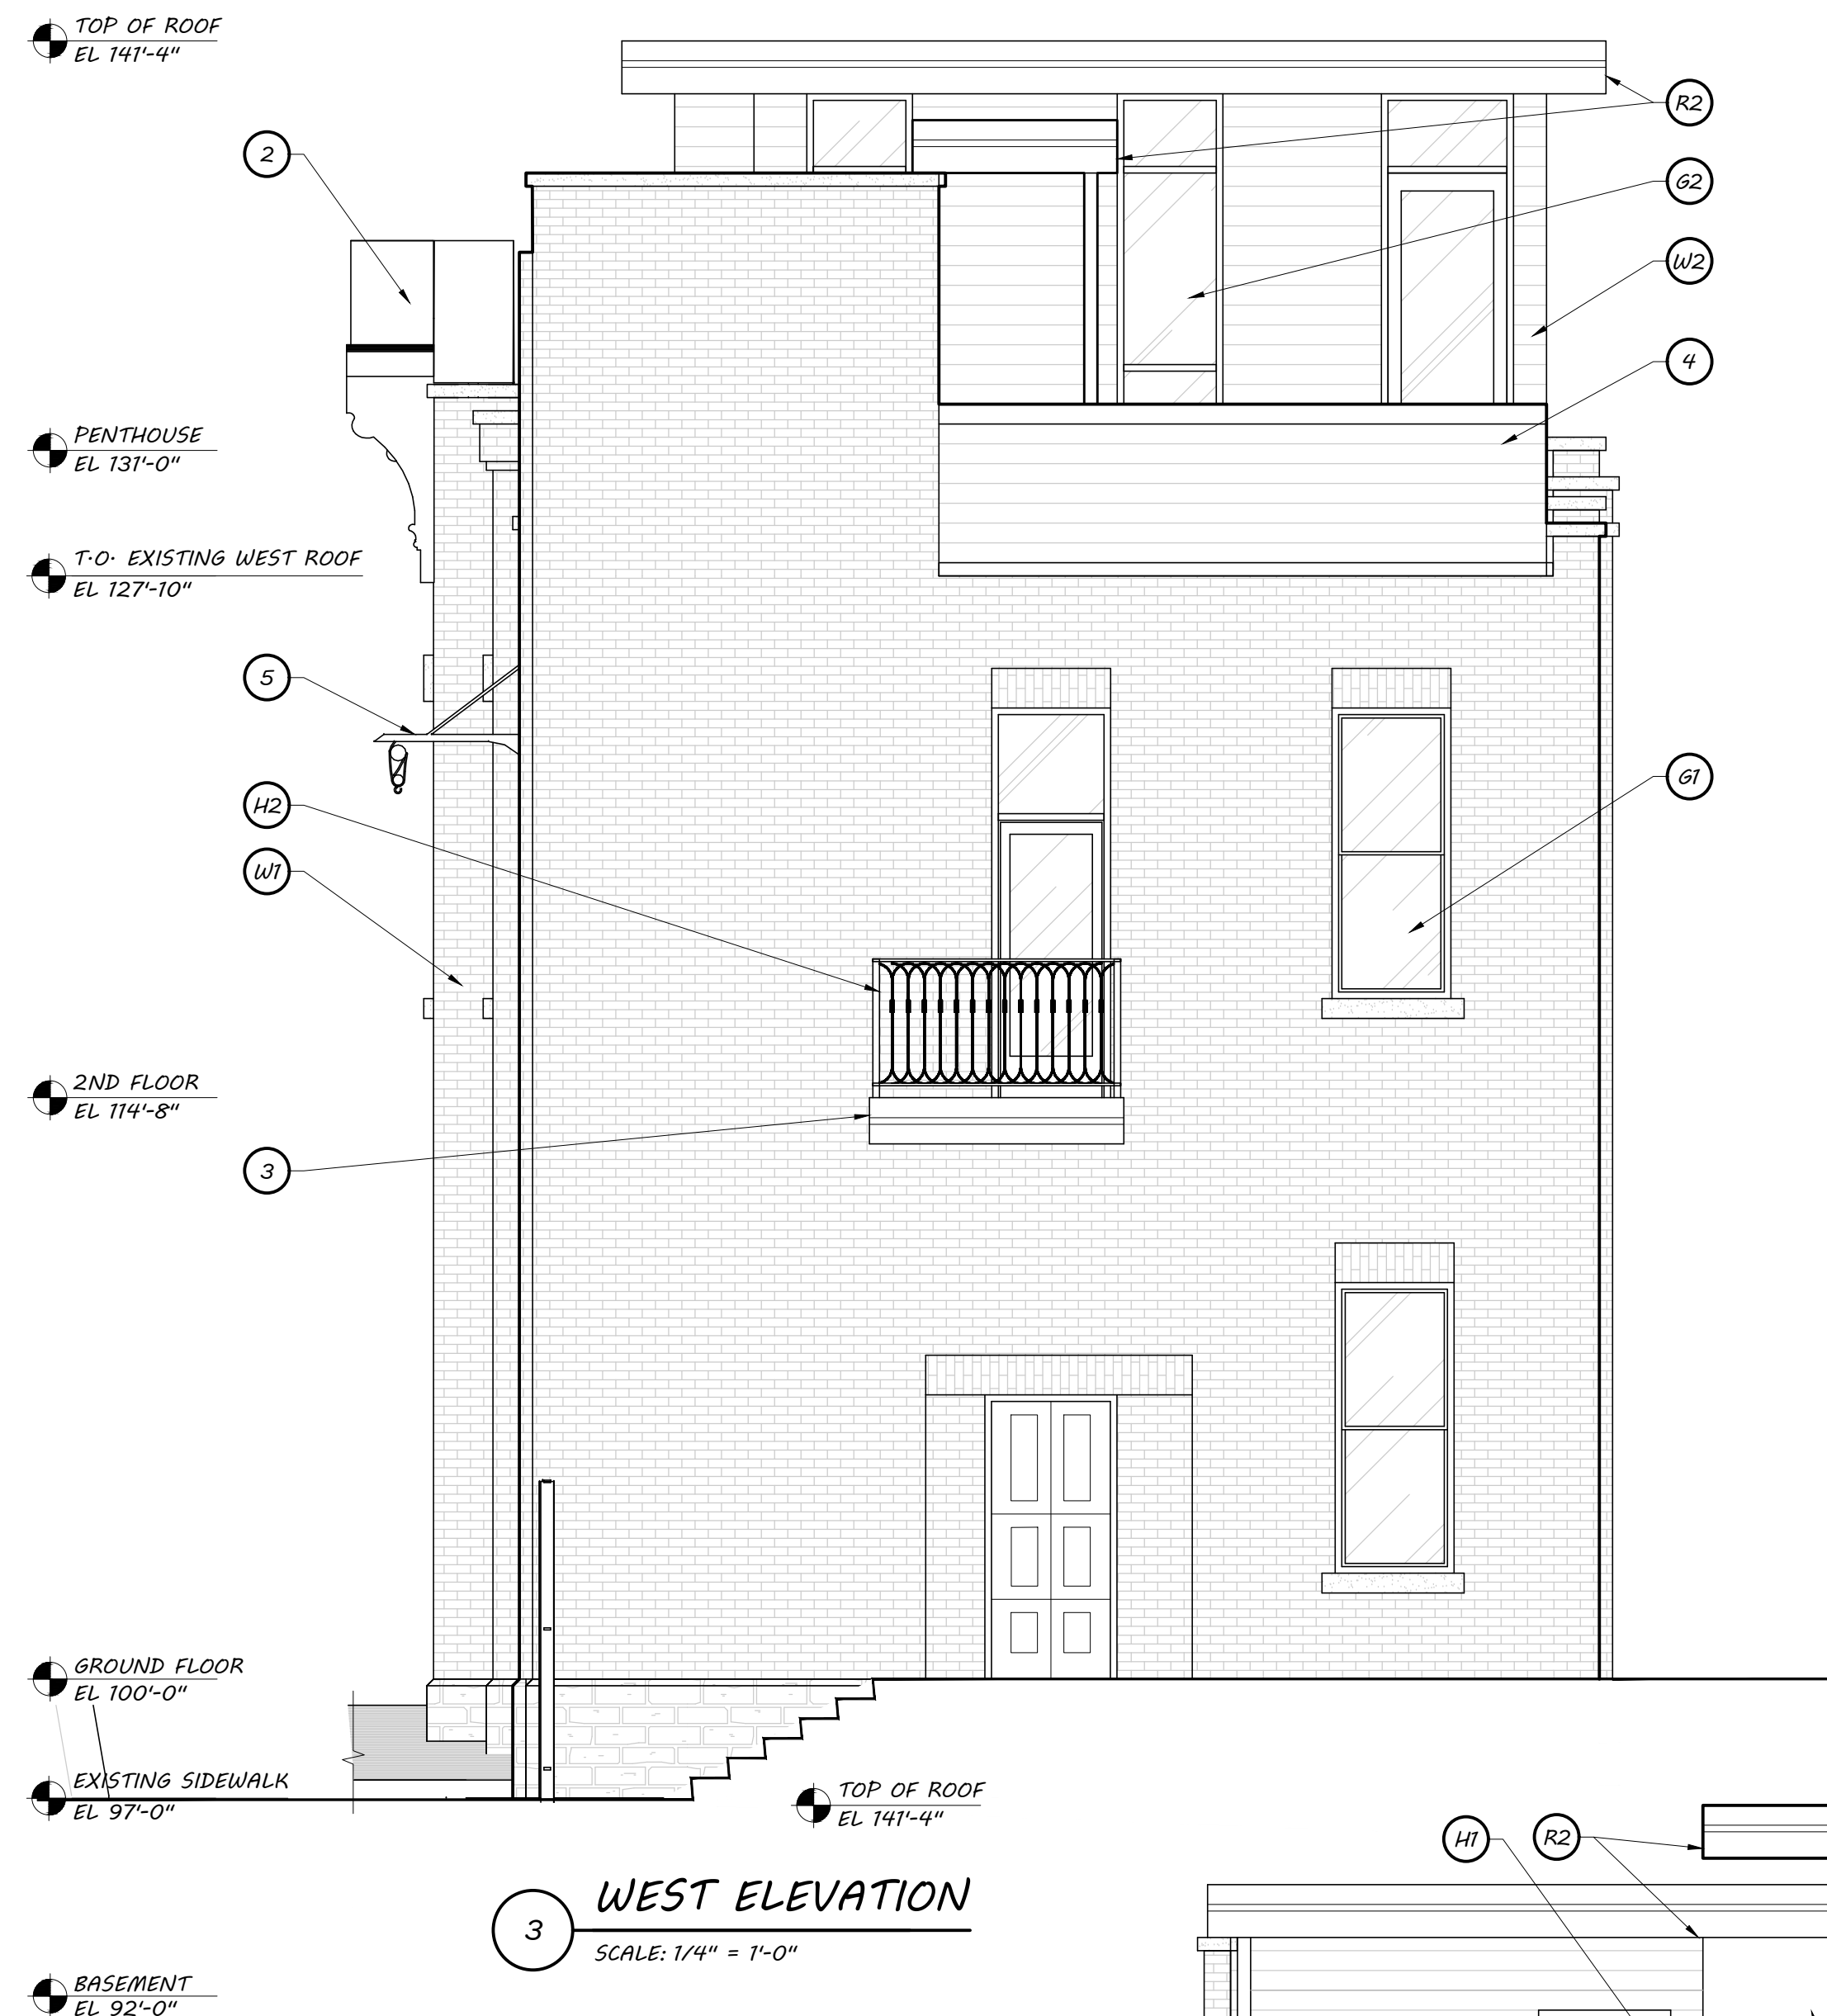 TOP OF ROOF
EL 141'-4"
R2
2
G2
W2
4
PENTHOUSE
EL 131'-0"
T.O. EXISTING WEST ROOF
EL 127'-10"
5
G1
H2
W1
2ND FLOOR
EL 114'-8"
3
GROUND FLOOR
EL 100'-0"
EXISTING SIDEWALK
EL 97'-0"
TOP OF ROOF
EL 141'-4"
H1
R2
3
WEST ELEVATION
SCALE: 1/4" = 1'-0"
BASEMENT
EL 92'-0"